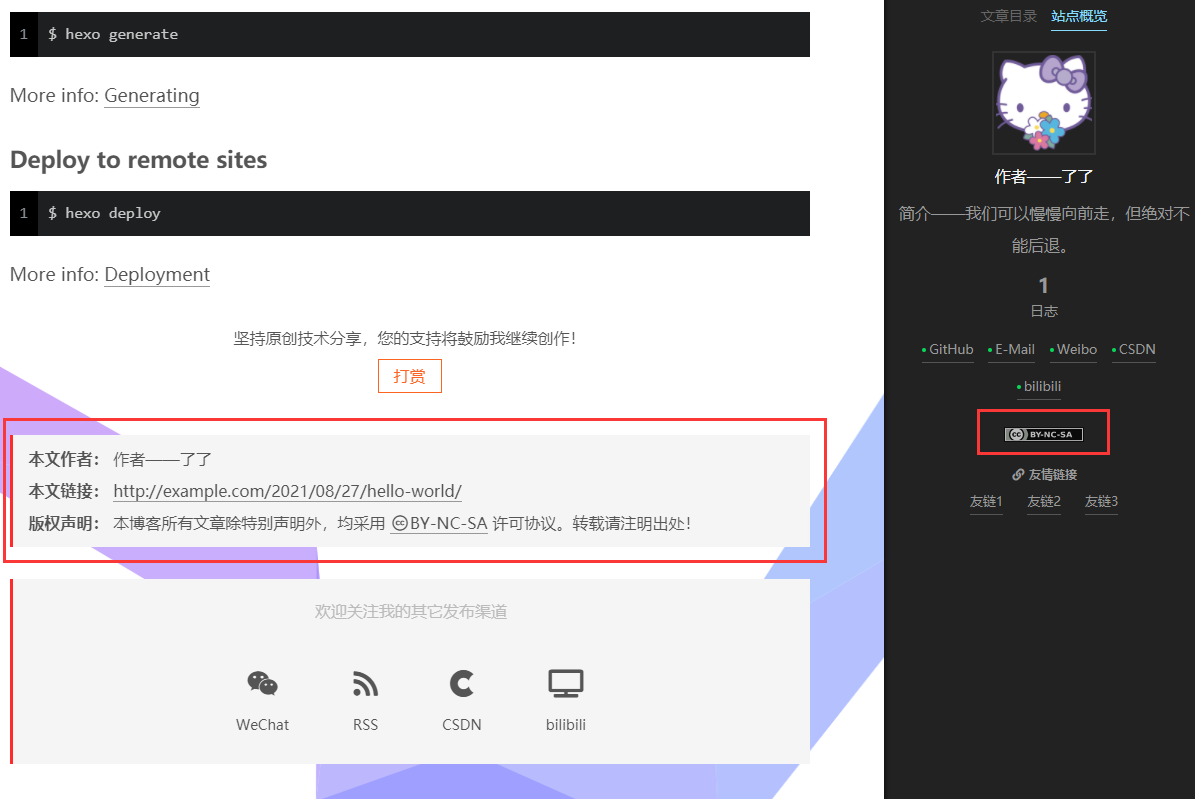 1 $ hexo generate
More info: Generating
Deploy to remote sites
1 $ hexo deploy
More info: Deployment
坚持原创技术分享，您的支持将鼓励我继续创作！
打赏
本文作者： 作者——了了
本文链接： http://example.com/2021/08/27/hello-world/
版权声明： 本博客所有文章除特别声明外，均采用 BY-NC-SA 许可协议。转载请注明出处！
欢迎关注我的其它发布渠道
WeChat RSS CSDN bilibili
文章目录 站点概览
作者——了了
简介——我们可以慢慢向前走，但绝对不
能后退。
1
日志
GitHub E-Mail Weibo CSDN
bilibili
cc BY-NC-SA
友情链接
友链1 友链2 友链3